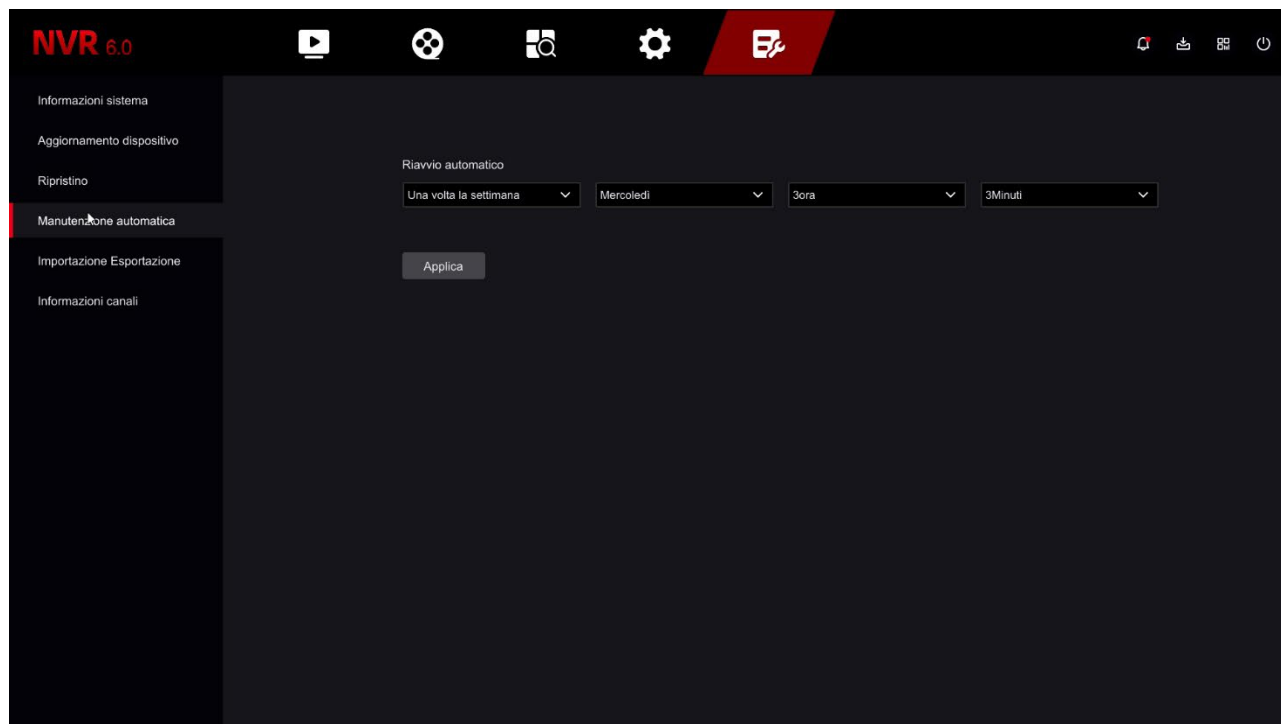 NVR 6.0
Informazioni sistema
Aggiornamento dispositivo
Ripristino
Manutenzione automatica
Importazione Esportazione
Informazioni canali
Riavvio automatico
Una volta la settimana
Mercoledì
3ora
3Minuti
Applica